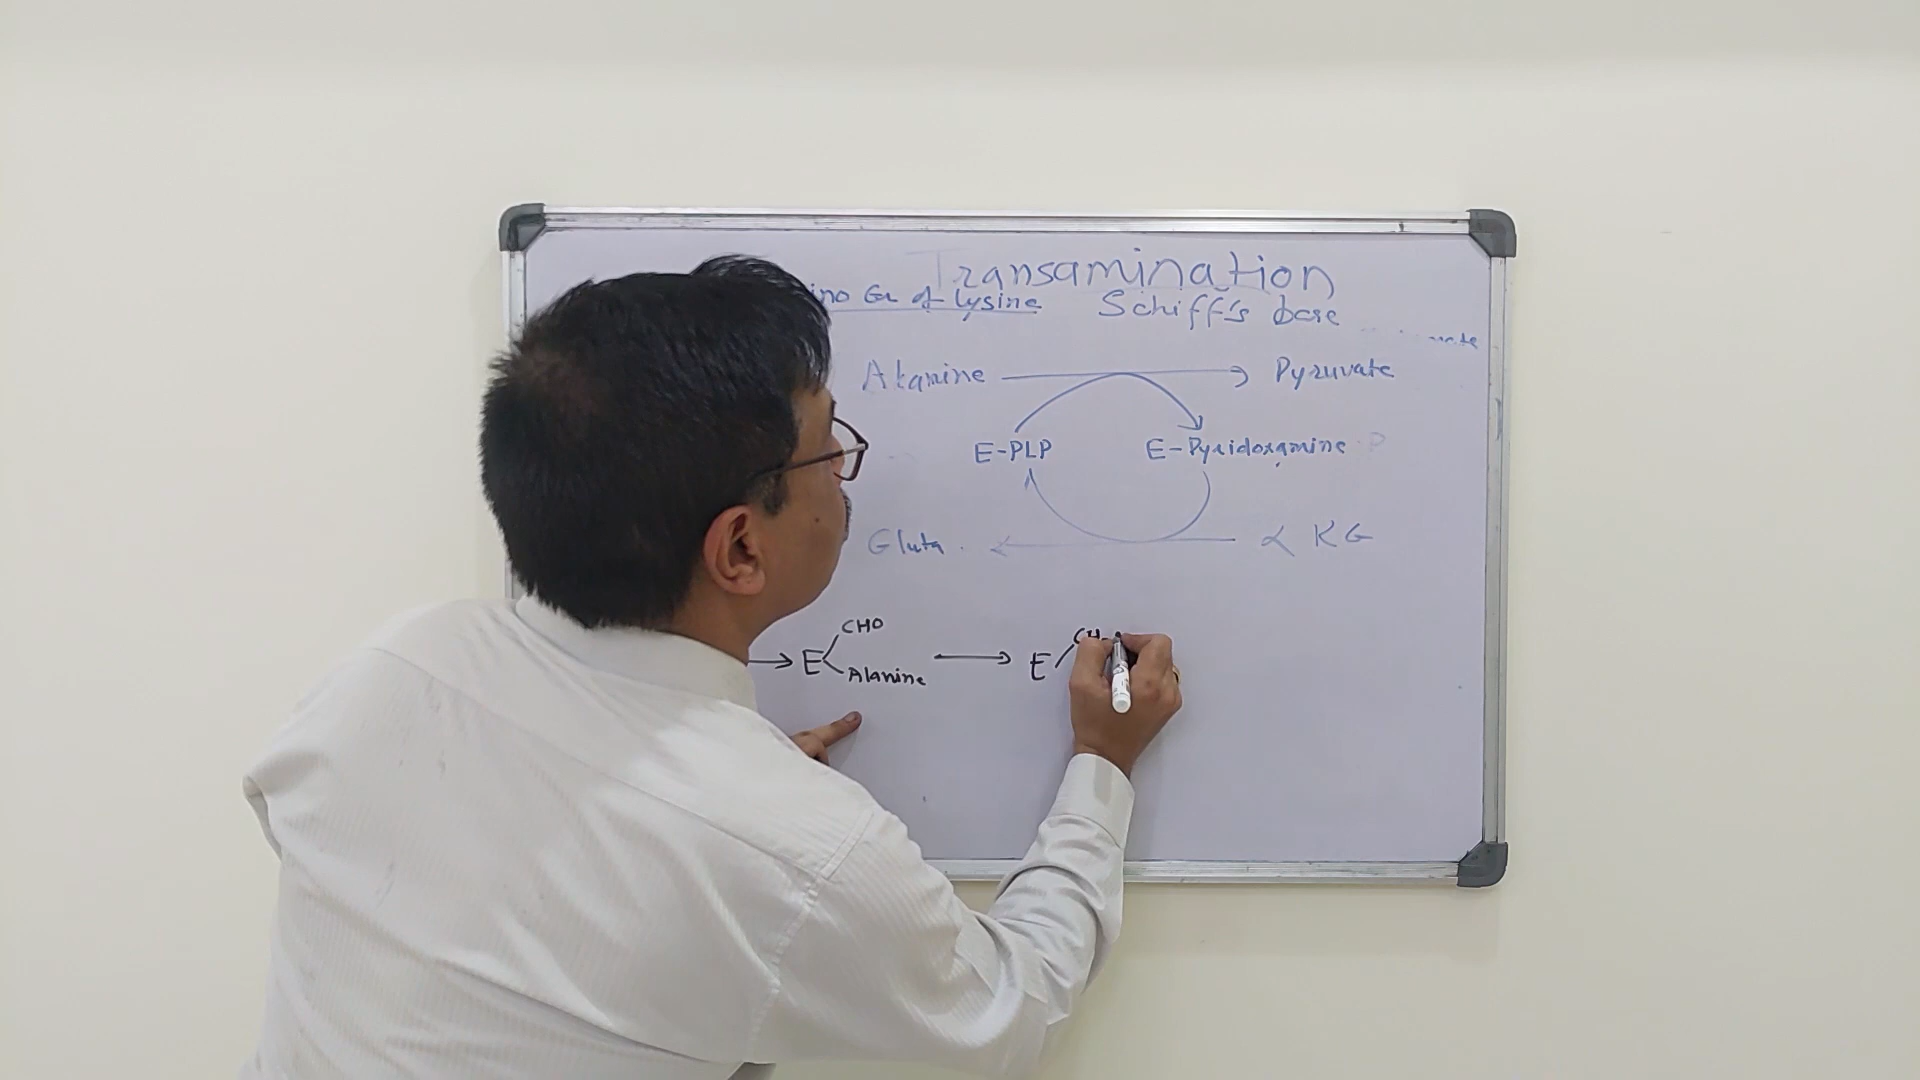 Transamination
ino Gr of lysine Schiff's base
Alanine → Pyruvate
E-PLP E-Pyridoxamine P
Gluta. ← α KG
CHO
→ E → E
Alanine